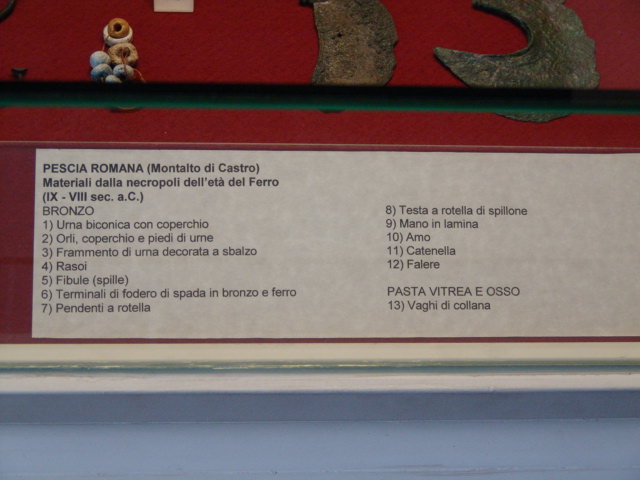 PESCIA ROMANA (Montalto di Castro)
Materiali dalla necropoli dell'età del Ferro
(IX - VIII sec. a.C.)
BRONZO
1) Urna biconica con coperchio
2) Orli, coperchio e piedi di urne
3) Frammento di urna decorata a sbalzo
4) Rasoi
5) Fibule (spille)
6) Terminali di fodero di spada in bronzo e ferro
7) Pendenti a rotella
8) Testa a rotella di spillone
9) Mano in lamina
10) Amo
11) Catenella
12) Falere
PASTA VITREA E OSSO
13) Vaghi di collana